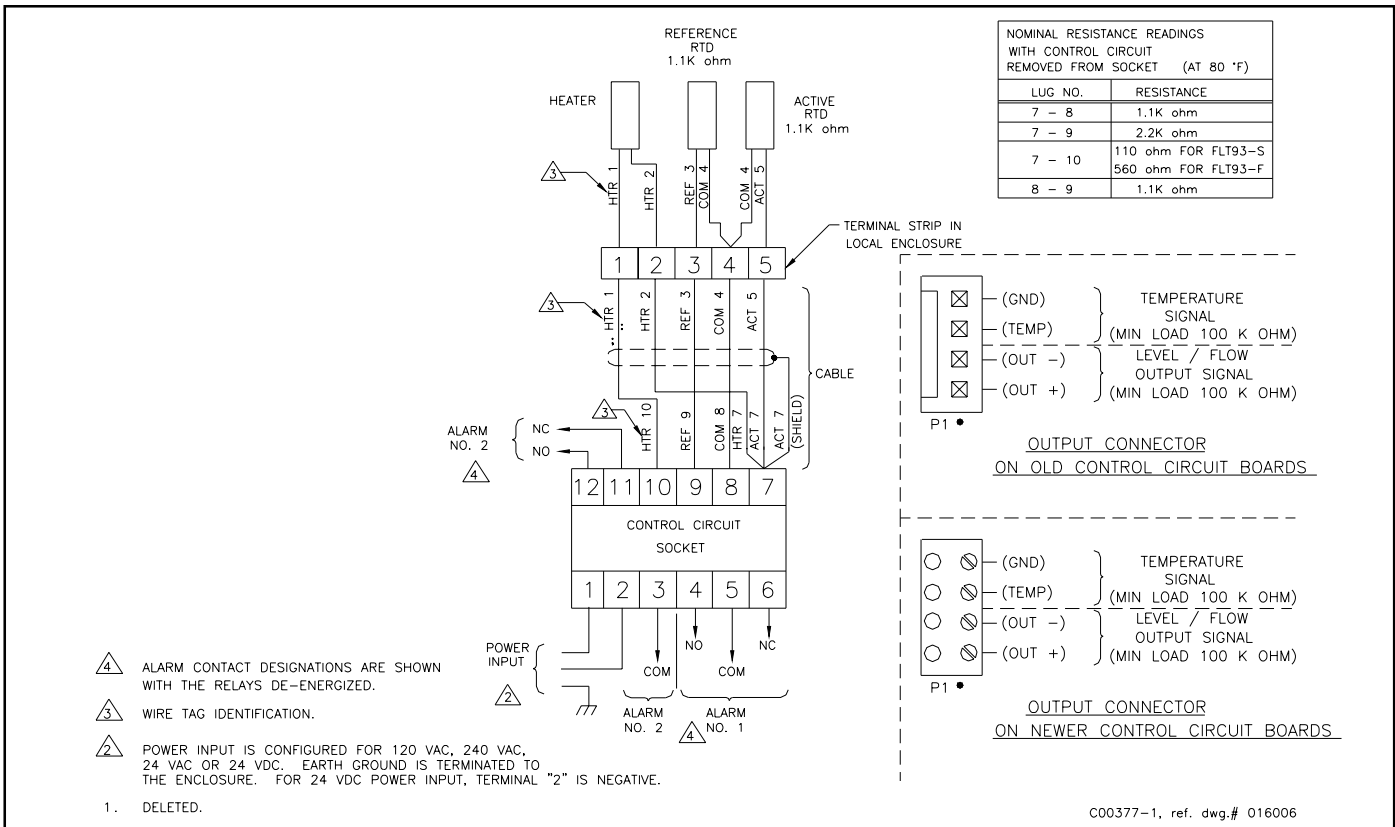 REFERENCE
RTD
1.1K ohm
HEATER
ACTIVE
RTD
1.1K ohm
NOMINAL RESISTANCE READINGS
WITH CONTROL CIRCUIT
REMOVED FROM SOCKET (AT 80 °F)
LUG NO. RESISTANCE
7 - 8 1.1K ohm
7 - 9 2.2K ohm
7 - 10 110 ohm FOR FLT93-S
560 ohm FOR FLT93-F
8 - 9 1.1K ohm
3
HTR 1
HTR 2
REF 3
COM 4
COM 4
ACT 5
TERMINAL STRIP IN
LOCAL ENCLOSURE
1 2 3 4 5
3
HTR 1
HTR 2
REF 3
COM 4
ACT 5
CABLE
3
HTR 10
REF 9
COM 8
HTR 7
ACT 7
ACT 7
(SHIELD)
ALARM
NO. 2
NC
NO
4
12 11 10 9 8 7
CONTROL CIRCUIT
SOCKET
1 2 3 4 5 6
POWER
INPUT
2
COM
NO
COM
NC
ALARM
NO. 2
4
ALARM
NO. 1
(GND)
(TEMP)
(OUT -)
(OUT +)
TEMPERATURE
SIGNAL
(MIN LOAD 100 K OHM)
LEVEL / FLOW
OUTPUT SIGNAL
(MIN LOAD 100 K OHM)
P1
OUTPUT CONNECTOR
ON OLD CONTROL CIRCUIT BOARDS
(GND)
(TEMP)
(OUT -)
(OUT +)
TEMPERATURE
SIGNAL
(MIN LOAD 100 K OHM)
LEVEL / FLOW
OUTPUT SIGNAL
(MIN LOAD 100 K OHM)
P1
OUTPUT CONNECTOR
ON NEWER CONTROL CIRCUIT BOARDS
4 ALARM CONTACT DESIGNATIONS ARE SHOWN
WITH THE RELAYS DE-ENERGIZED.
3 WIRE TAG IDENTIFICATION.
2 POWER INPUT IS CONFIGURED FOR 120 VAC, 240 VAC,
24 VAC OR 24 VDC. EARTH GROUND IS TERMINATED TO
THE ENCLOSURE. FOR 24 VDC POWER INPUT, TERMINAL "2" IS NEGATIVE.
1. DELETED.
C00377-1, ref. dwg.# 016006